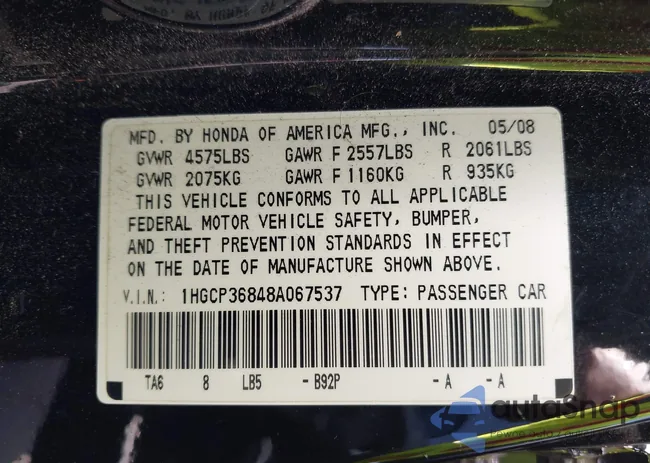 MFD. BY HONDA OF AMERICA MFG., INC. 05/08
GVWR 4575LBS GAWR F 2557LBS R 2061LBS
GVWR 2075KG GAWR F 1160KG R 935KG
THIS VEHICLE CONFORMS TO ALL APPLICABLE
FEDERAL MOTOR VEHICLE SAFETY, BUMPER,
AND THEFT PREVENTION STANDARDS IN EFFECT
ON THE DATE OF MANUFACTURE SHOWN ABOVE.
V.I.N.: 1HGCP36848A067537 TYPE: PASSENGER CAR
TA6 8 LB5 -B92P -A -A
autaSnap